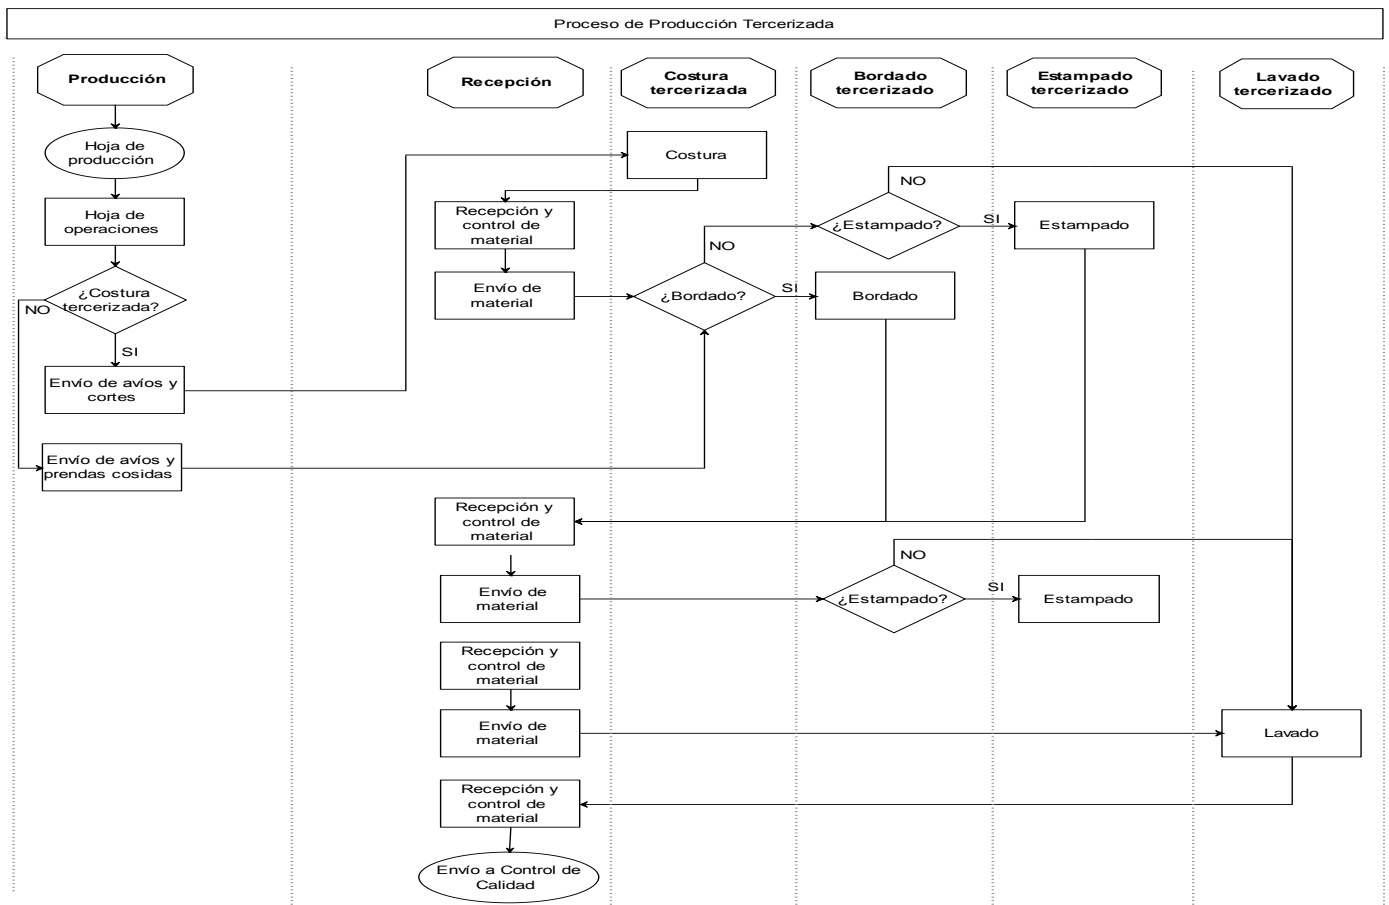 Proceso de Producción Tercerizada
Producción
Recepción
Costura
tercerizada
Bordado
tercerizado
Estampado
tercerizado
Lavado
tercerizado
Hoja de
producción
Costura
NO
Hoja de
operaciones
Recepción y
control de
material
NO
¿Estampado?
SI
Estampado
¿Costura
tercerizada?
NO
Envío de
material
¿Bordado?
SI
Bordado
SI
Envío de avíos y
cortes
Envío de avíos y
prendas cosidas
Recepción y
control de
material
NO
Envío de
material
¿Estampado?
SI
Estampado
Recepción y
control de
material
Envío de
material
Lavado
Recepción y
control de
material
Envío a Control de
Calidad